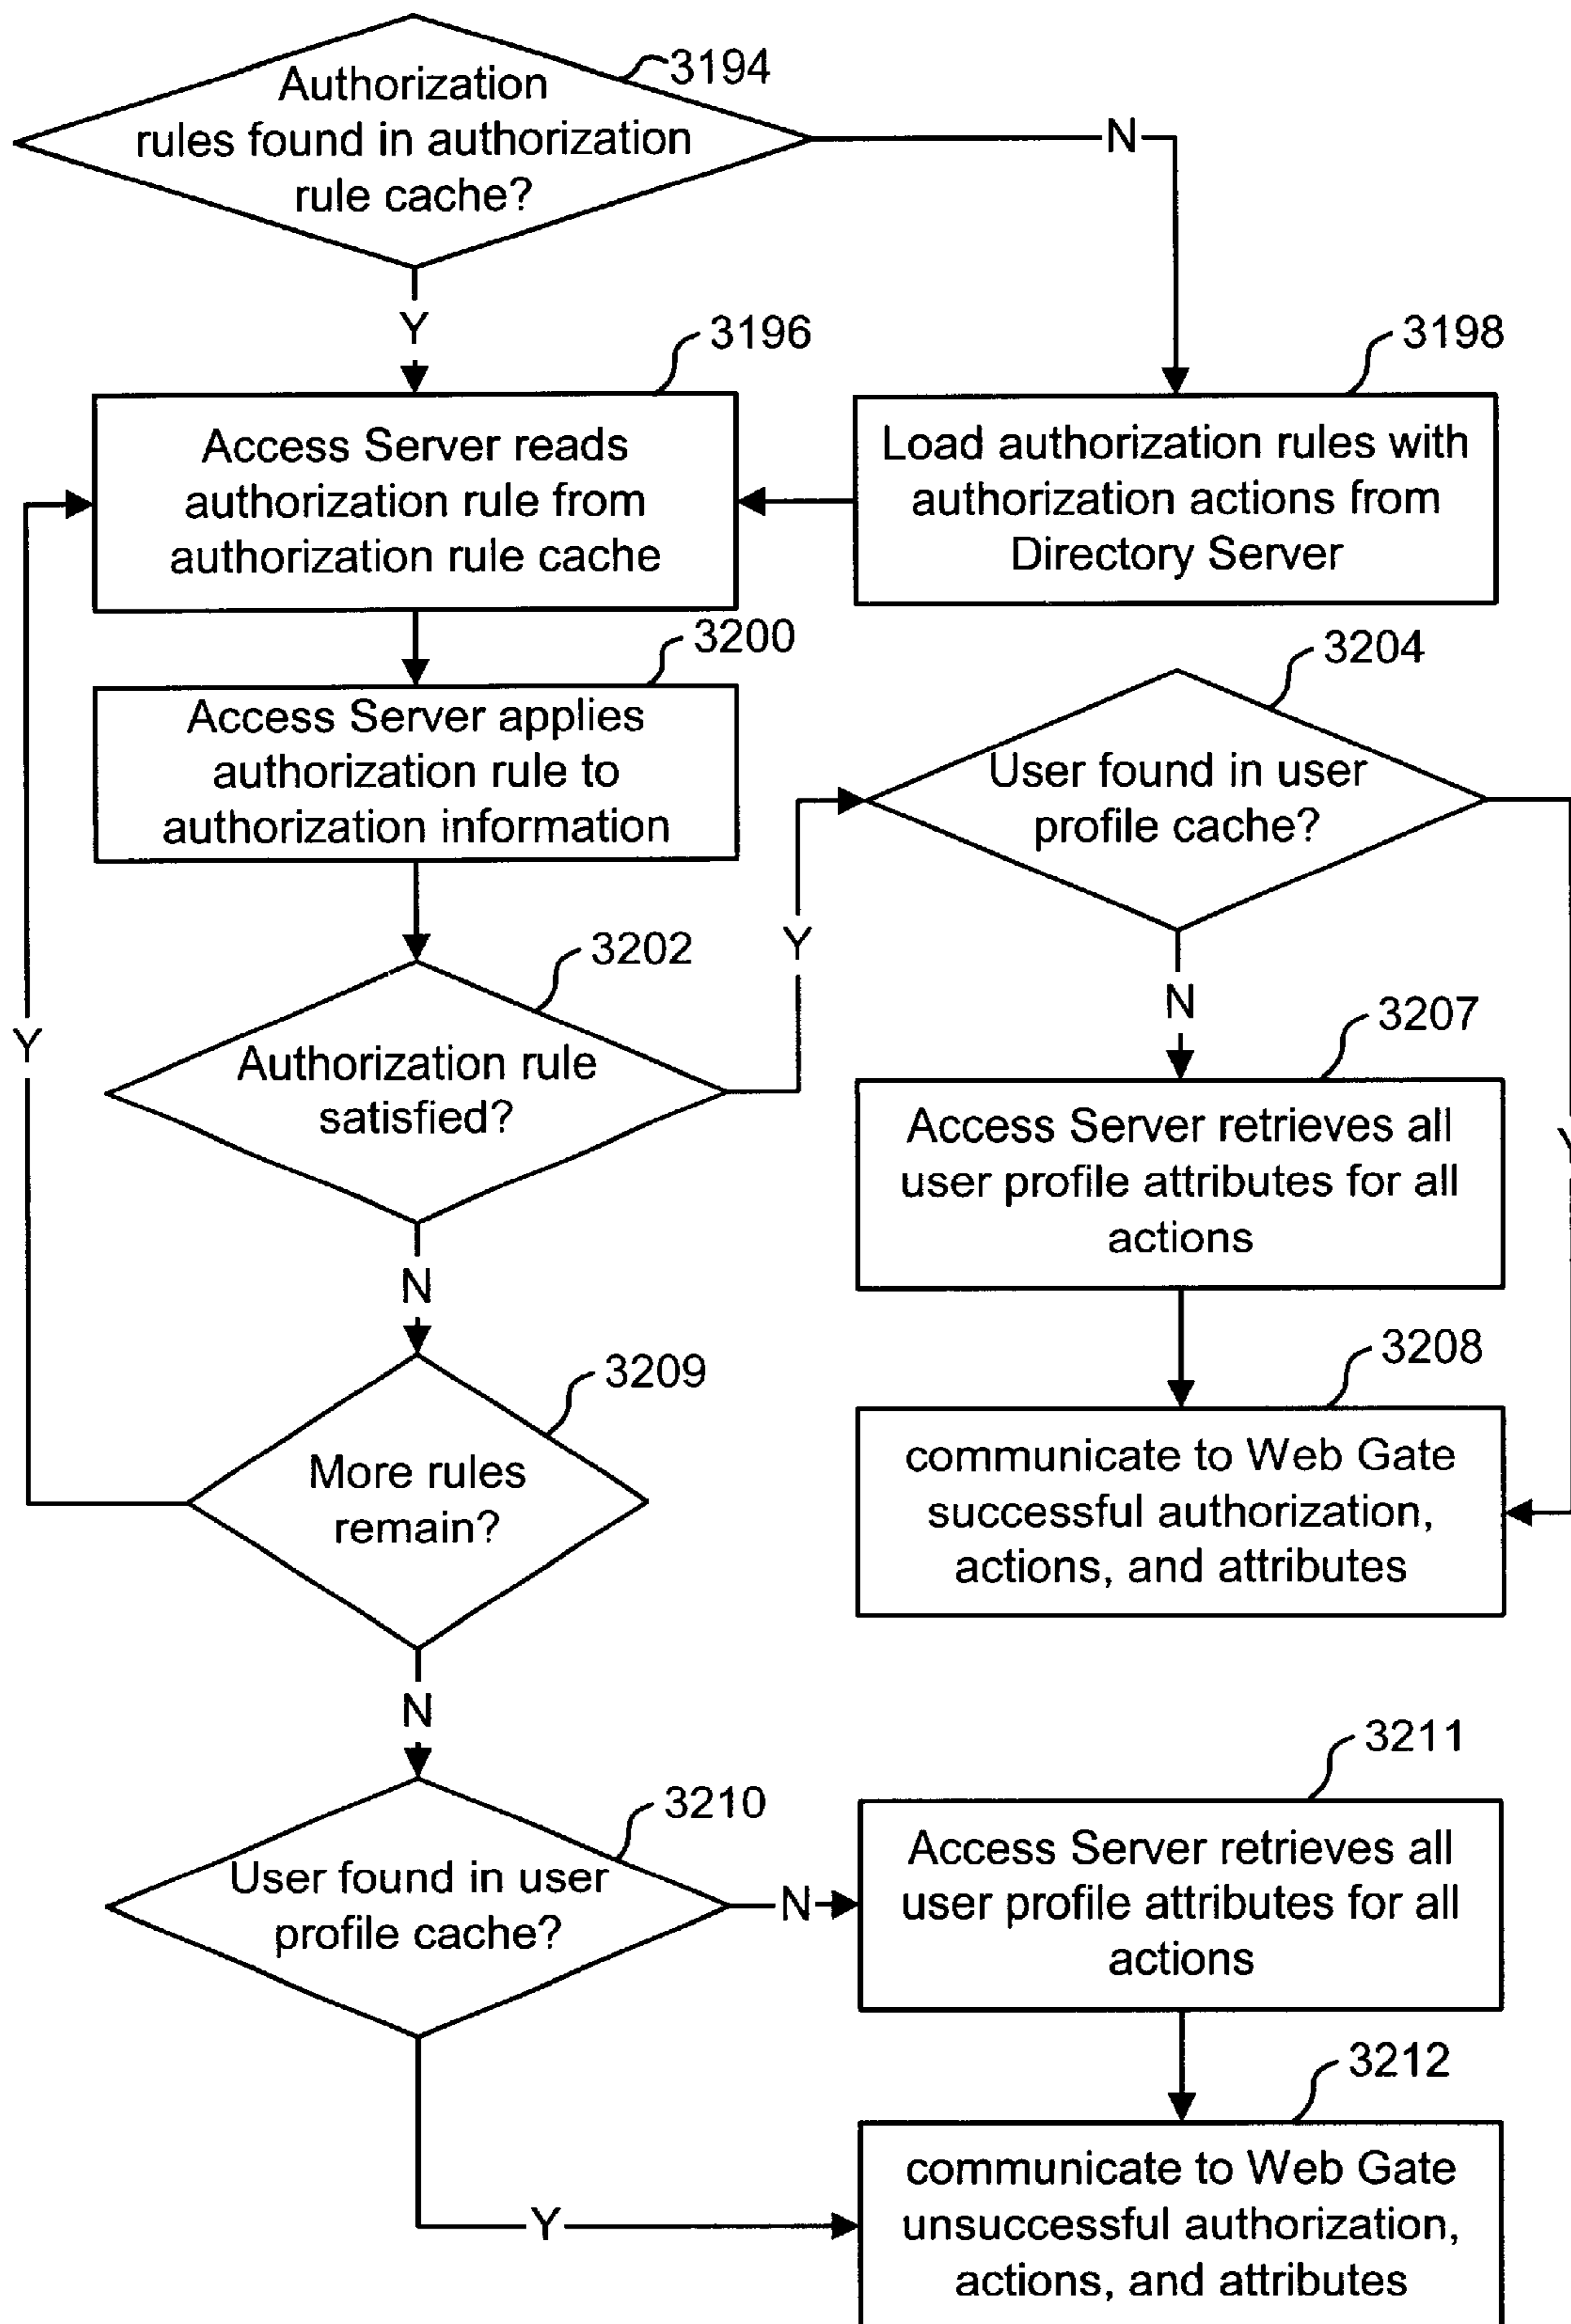 Authorization
rules found in authorization
rule cache?
3194
N
Y
3196
3198
Access Server reads
authorization rule from
authorization rule cache
Load authorization rules with
authorization actions from
Directory Server
3200
3204
Access Server applies
authorization rule to
authorization information
User found in user
profile cache?
Y
3202
N
3207
Y
Authorization rule
satisfied?
Access Server retrieves all
user profile attributes for all
actions
Y
N
3208
3209
communicate to Web Gate
successful authorization,
actions, and attributes
More rules
remain?
N
3211
3210
Access Server retrieves all
user profile attributes for all
actions
User found in user
profile cache?
N
3212
communicate to Web Gate
unsuccessful authorization,
actions, and attributes
Y